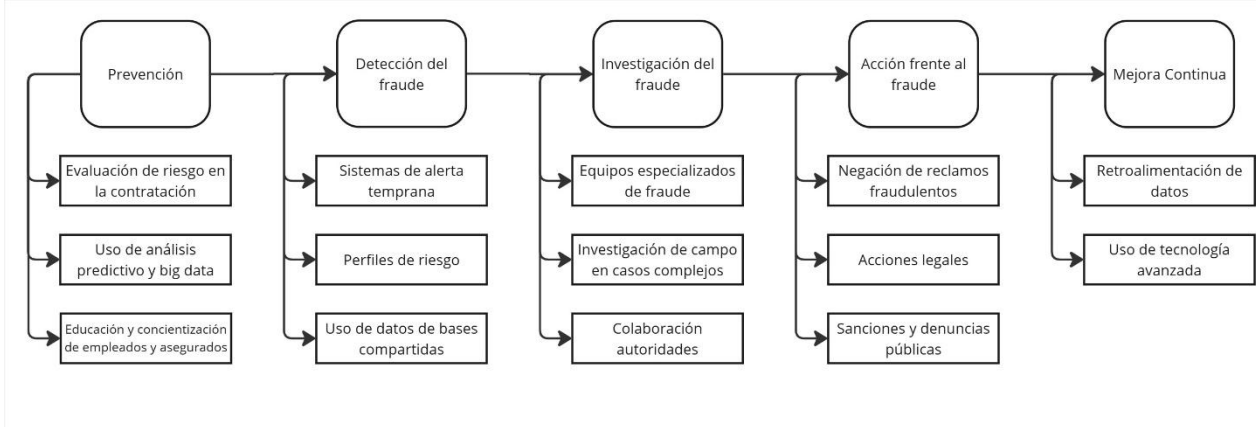 Prevención
Detección del
fraude
Investigación del
fraude
Acción frente al
fraude
Mejora Continua
Evaluación de riesgo en
la contratación
Sistemas de alerta
temprana
Equipos especializados
de fraude
Negación de reclamos
fraudulentos
Retroalimentación de
datos
Uso de análisis
predictivo y big data
Perfiles de riesgo
Investigación de campo
en casos complejos
Acciones legales
Uso de tecnología
avanzada
Educación y concientización
de empleados y asegurados
Uso de datos de bases
compartidas
Colaboración
autoridades
Sanciones y denuncias
públicas